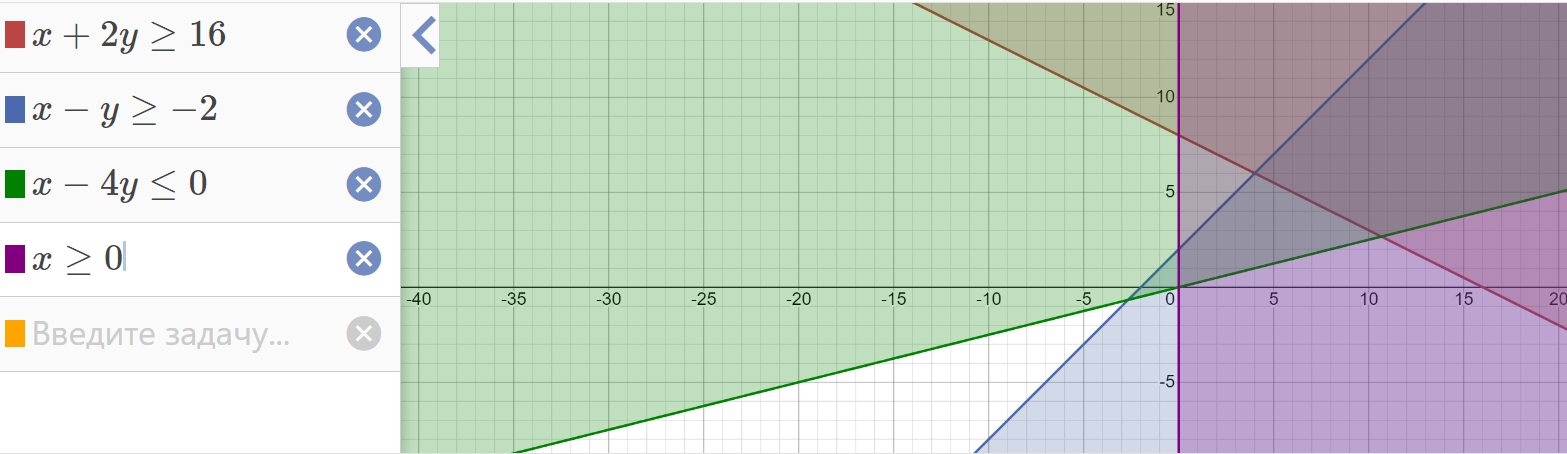 x + 2y ≥ 16
x − y ≥ −2
x − 4y ≤ 0
x ≥ 0
Введите задачу...
15
10
5
-40 -35 -30 -25 -20 -15 -10 -5 0 5 10 15 20
-5